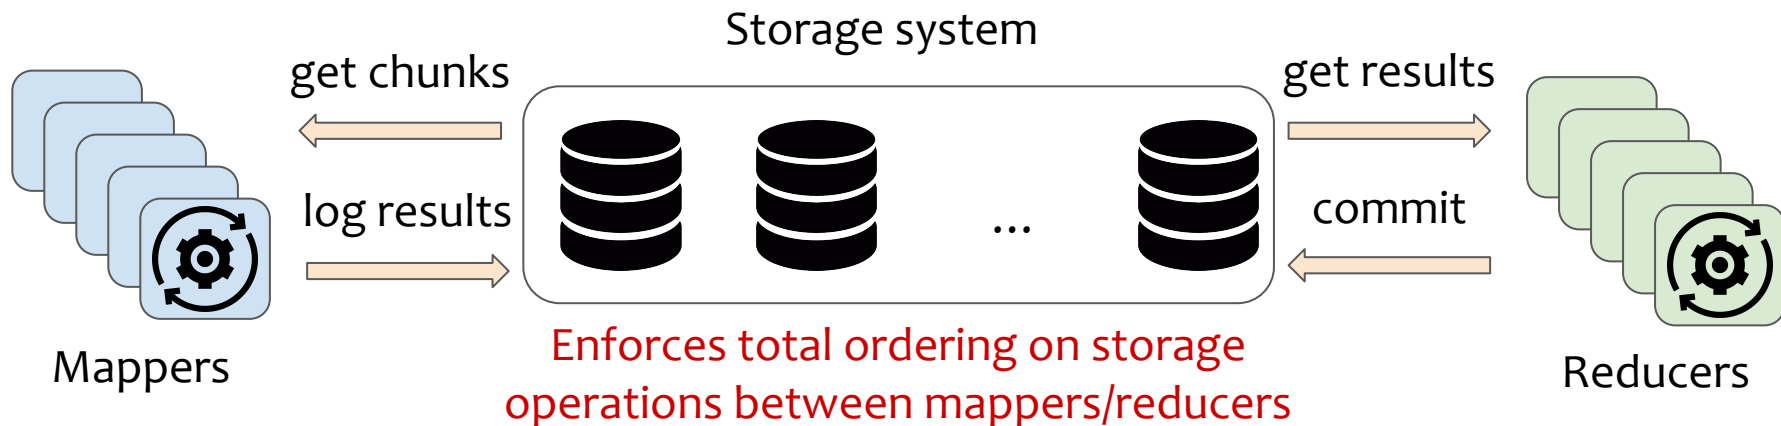 Storage system
get chunks
get results
log results
commit
...
Mappers
Enforces total ordering on storage
operations between mappers/reducers
Reducers